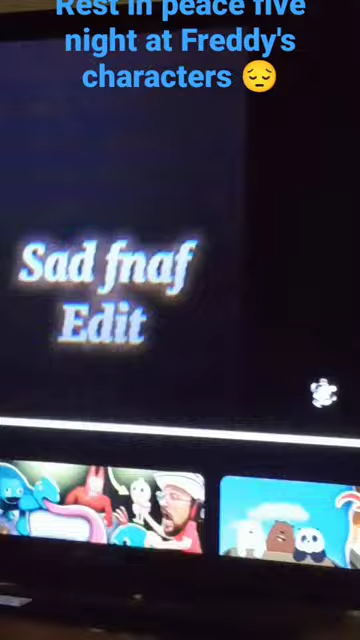 Rest in peace five
night at Freddy's
characters 😔
Sad fnaf
Edit